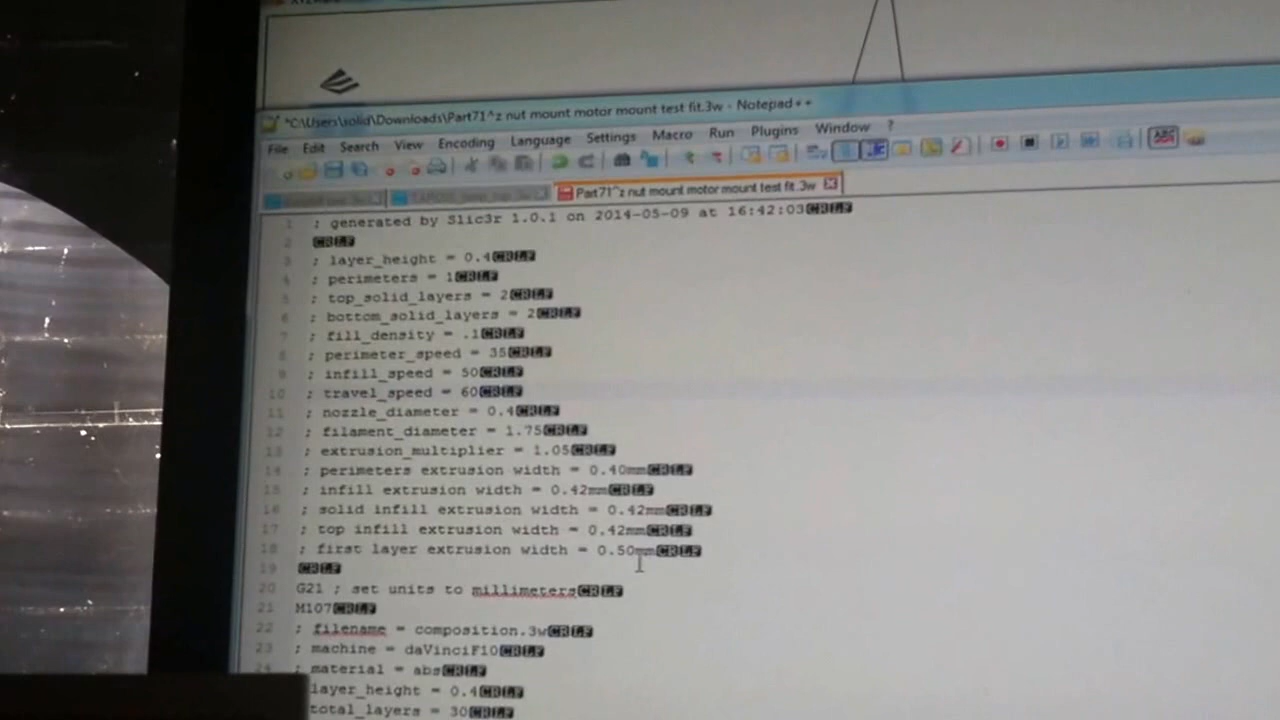 *C:\Users\solid\Downloads\Part71^z nut mount motor mount test fit.3w - Notepad++
File Edit Search View Encoding Language Settings Macro Run Plugins Window ?
Part71^z nut mount motor mount test fit.3w
1 ; generated by Slic3r 1.0.1 on 2014-05-09 at 16:42:03CRLF
2 CRLF
3 ; layer_height = 0.4CRLF
4 ; perimeters = 1CRLF
5 ; top_solid_layers = 2CRLF
6 ; bottom_solid_layers = 2CRLF
7 ; fill_density = .1CRLF
8 ; perimeter_speed = 35CRLF
9 ; infill_speed = 50CRLF
10 ; travel_speed = 60CRLF
11 ; nozzle_diameter = 0.4CRLF
12 ; filament_diameter = 1.75CRLF
13 ; extrusion_multiplier = 1.05CRLF
14 ; perimeters extrusion width = 0.40mmCRLF
15 ; infill extrusion width = 0.42mmCRLF
16 ; solid infill extrusion width = 0.42mmCRLF
17 ; top infill extrusion width = 0.42mmCRLF
18 ; first layer extrusion width = 0.50mmCRLF
19 CRLF
20 G21 ; set units to millimetersCRLF
21 M107CRLF
22 ; filename = composition.3wCRLF
23 ; machine = daVinciF10CRLF
24 ; material = absCRLF
layer_height = 0.4CRLF
total_layers = 30CRLF